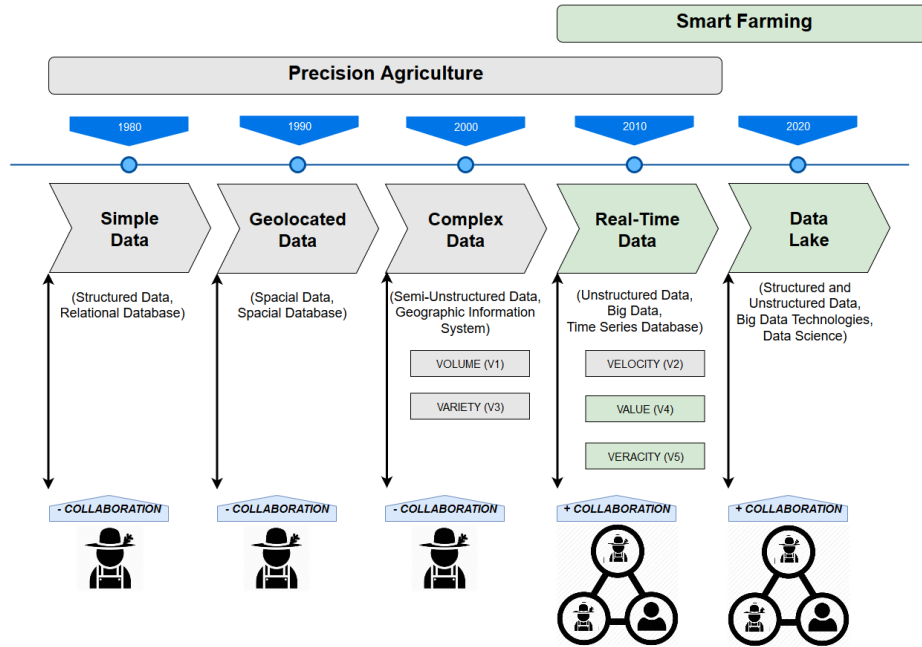 Smart Farming
Precision Agriculture
1980
1990
2000
2010
2020
Simple
Data
Geolocated
Data
Complex
Data
Real-Time
Data
Data
Lake
(Structured Data,
Relational Database)
(Spacial Data,
Spacial Database)
(Semi-Unstructured Data,
Geographic Information
System)
(Unstructured Data,
Big Data,
Time Series Database)
(Structured and
Unstructured Data,
Big Data Technologies,
Data Science)
VOLUME (V1)
VARIETY (V3)
VELOCITY (V2)
VALUE (V4)
VERACITY (V5)
- COLLABORATION
- COLLABORATION
- COLLABORATION
+ COLLABORATION
+ COLLABORATION